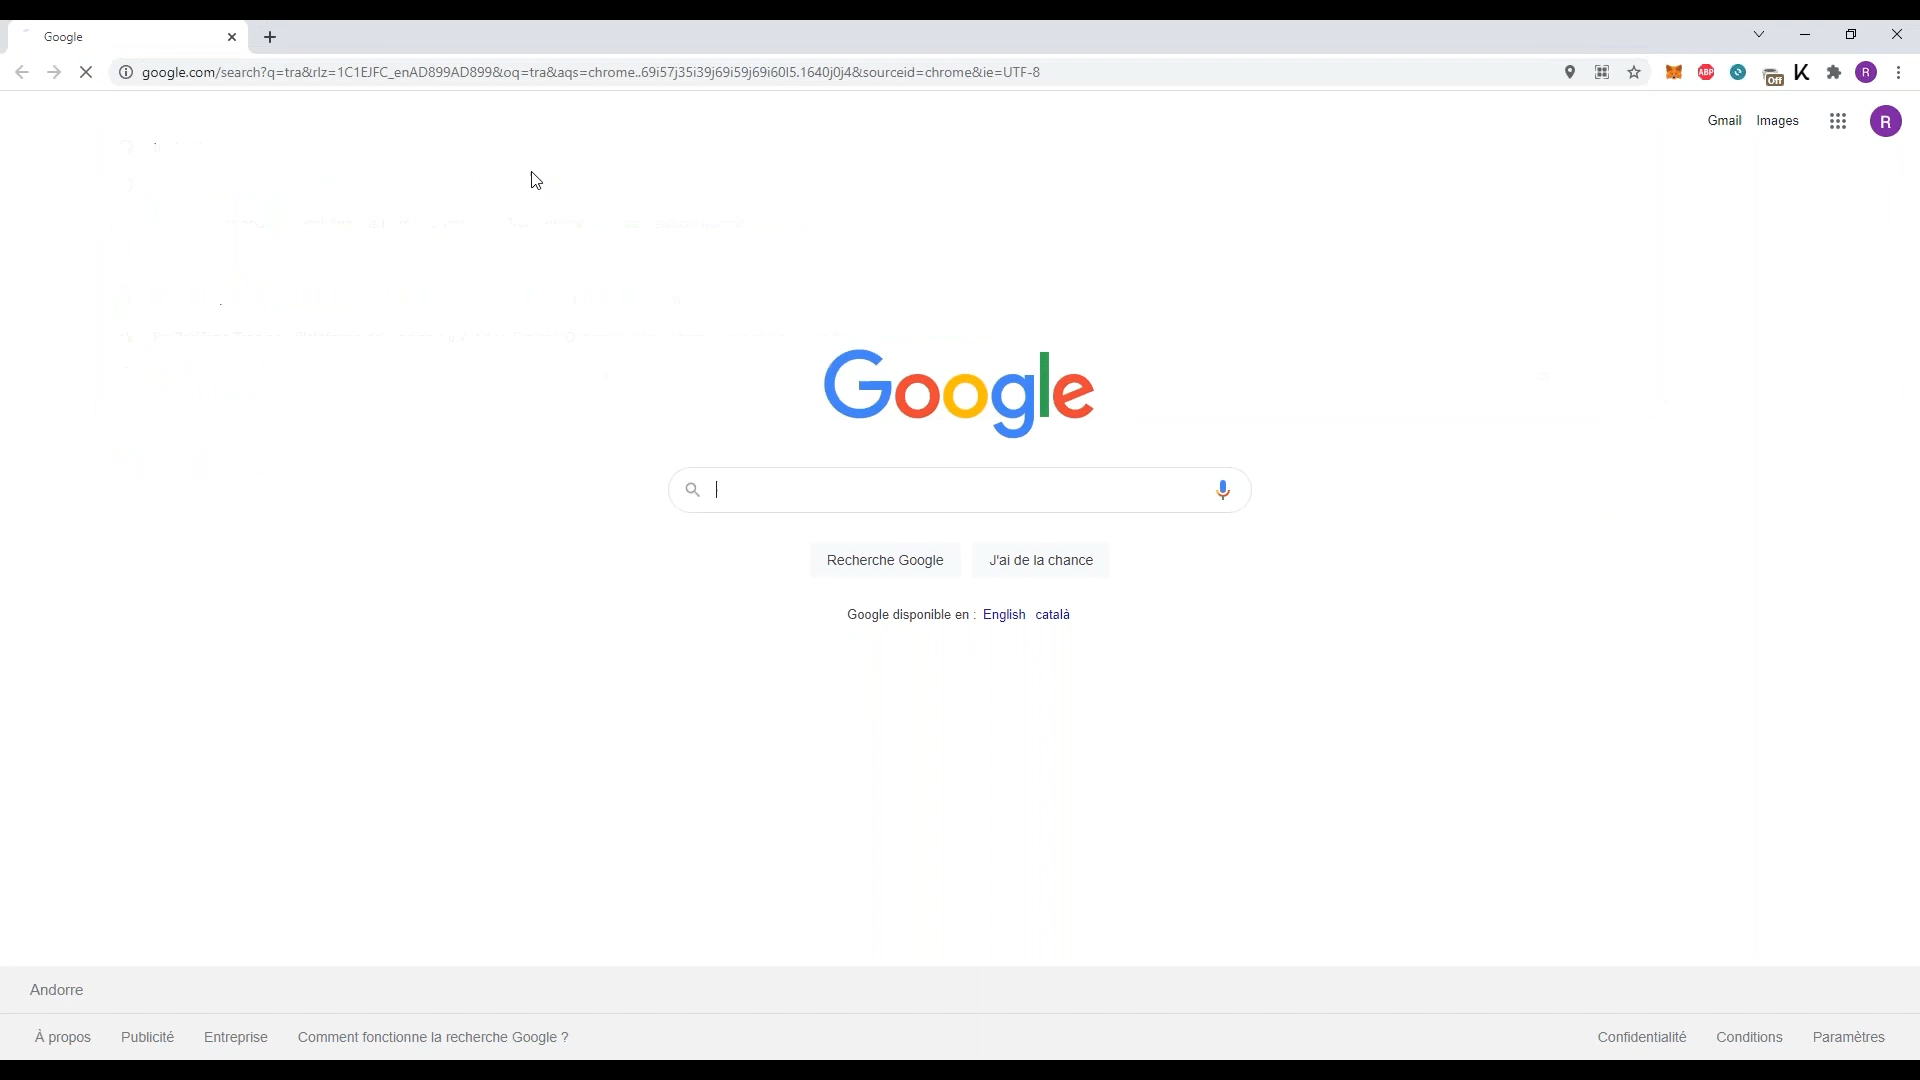 Google
google.com/search?q=tra&rlz=1C1EJFC_enAD899AD899&oq=tra&aqs=chrome..69i57j35i39j69i59j69i60l5.1640j0j4&sourceid=chrome&ie=UTF-8
ABP
Off
K
R
Gmail Images
R
Google
Recherche Google J'ai de la chance
Google disponible en : English català
Andorre
À propos Publicité Entreprise Comment fonctionne la recherche Google ? Confidentialité Conditions Paramètres